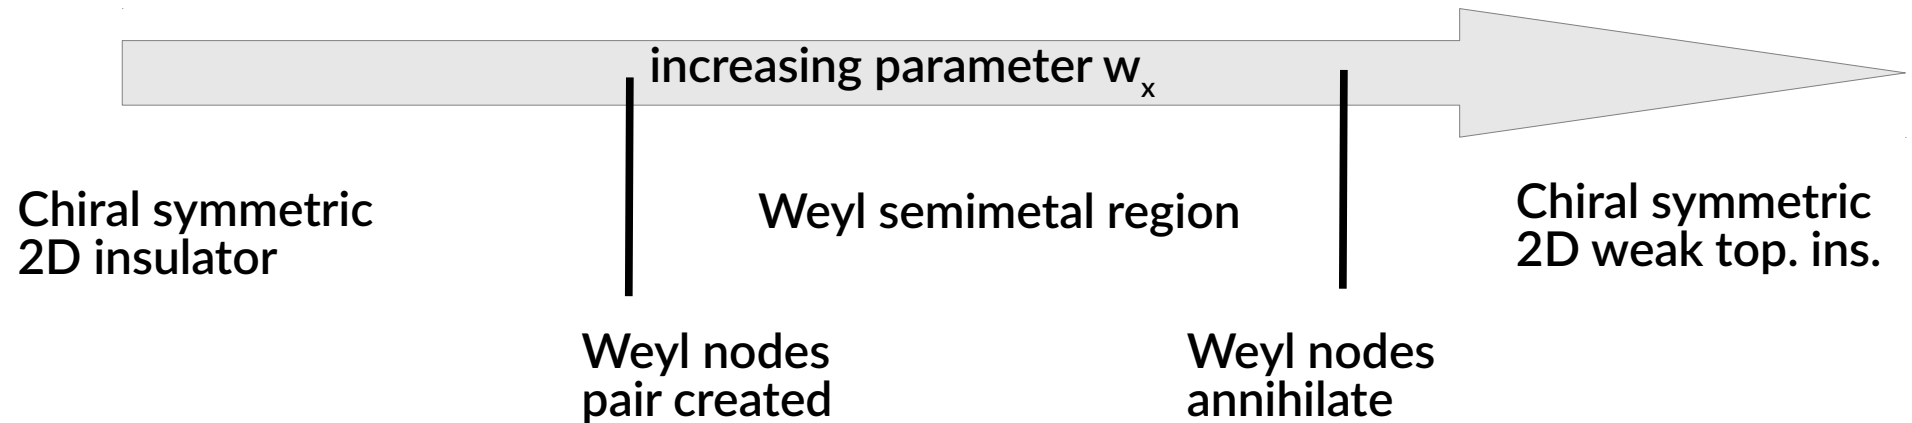 increasing parameter wₓ
Chiral symmetric
2D insulator
Weyl semimetal region
Chiral symmetric
2D weak top. ins.
Weyl nodes
pair created
Weyl nodes
annihilate